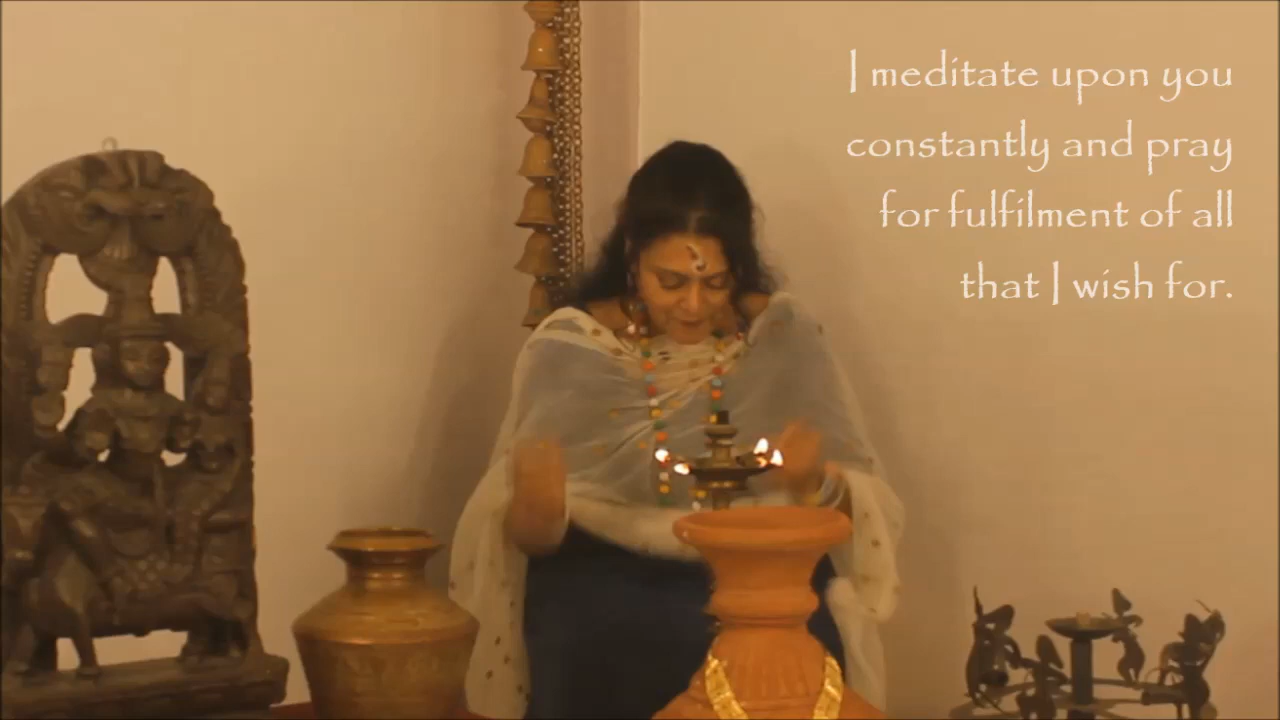 I meditate upon you
constantly and pray
for fulfilment of all
that I wish for.